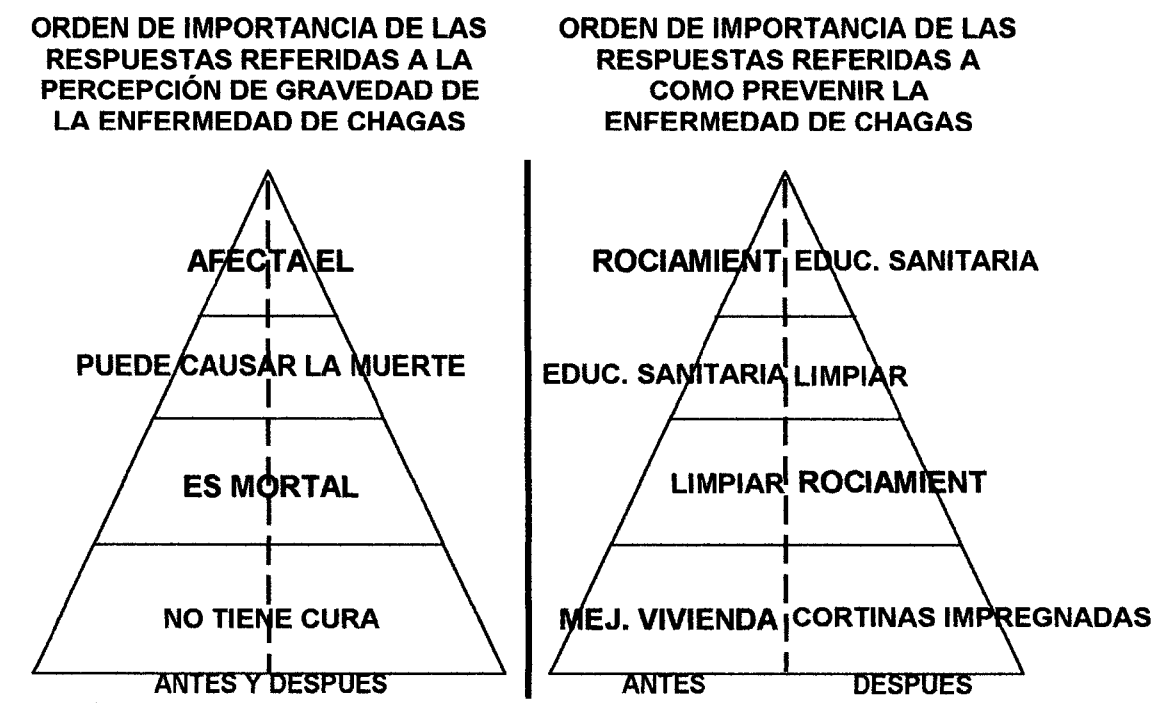 ORDEN DE IMPORTANCIA DE LAS
RESPUESTAS REFERIDAS A LA
PERCEPCIÓN DE GRAVEDAD DE
LA ENFERMEDAD DE CHAGAS
AFECTA EL
PUEDE CAUSAR LA MUERTE
ES MORTAL
NO TIENE CURA
ANTES Y DESPUES
ORDEN DE IMPORTANCIA DE LAS
RESPUESTAS REFERIDAS A
COMO PREVENIR LA
ENFERMEDAD DE CHAGAS
ROCIAMIENT EDUC. SANITARIA
EDUC. SANITARIA LIMPIAR
LIMPIAR ROCIAMIENT
MEJ. VIVIENDA CORTINAS IMPREGNADAS
ANTES DESPUES